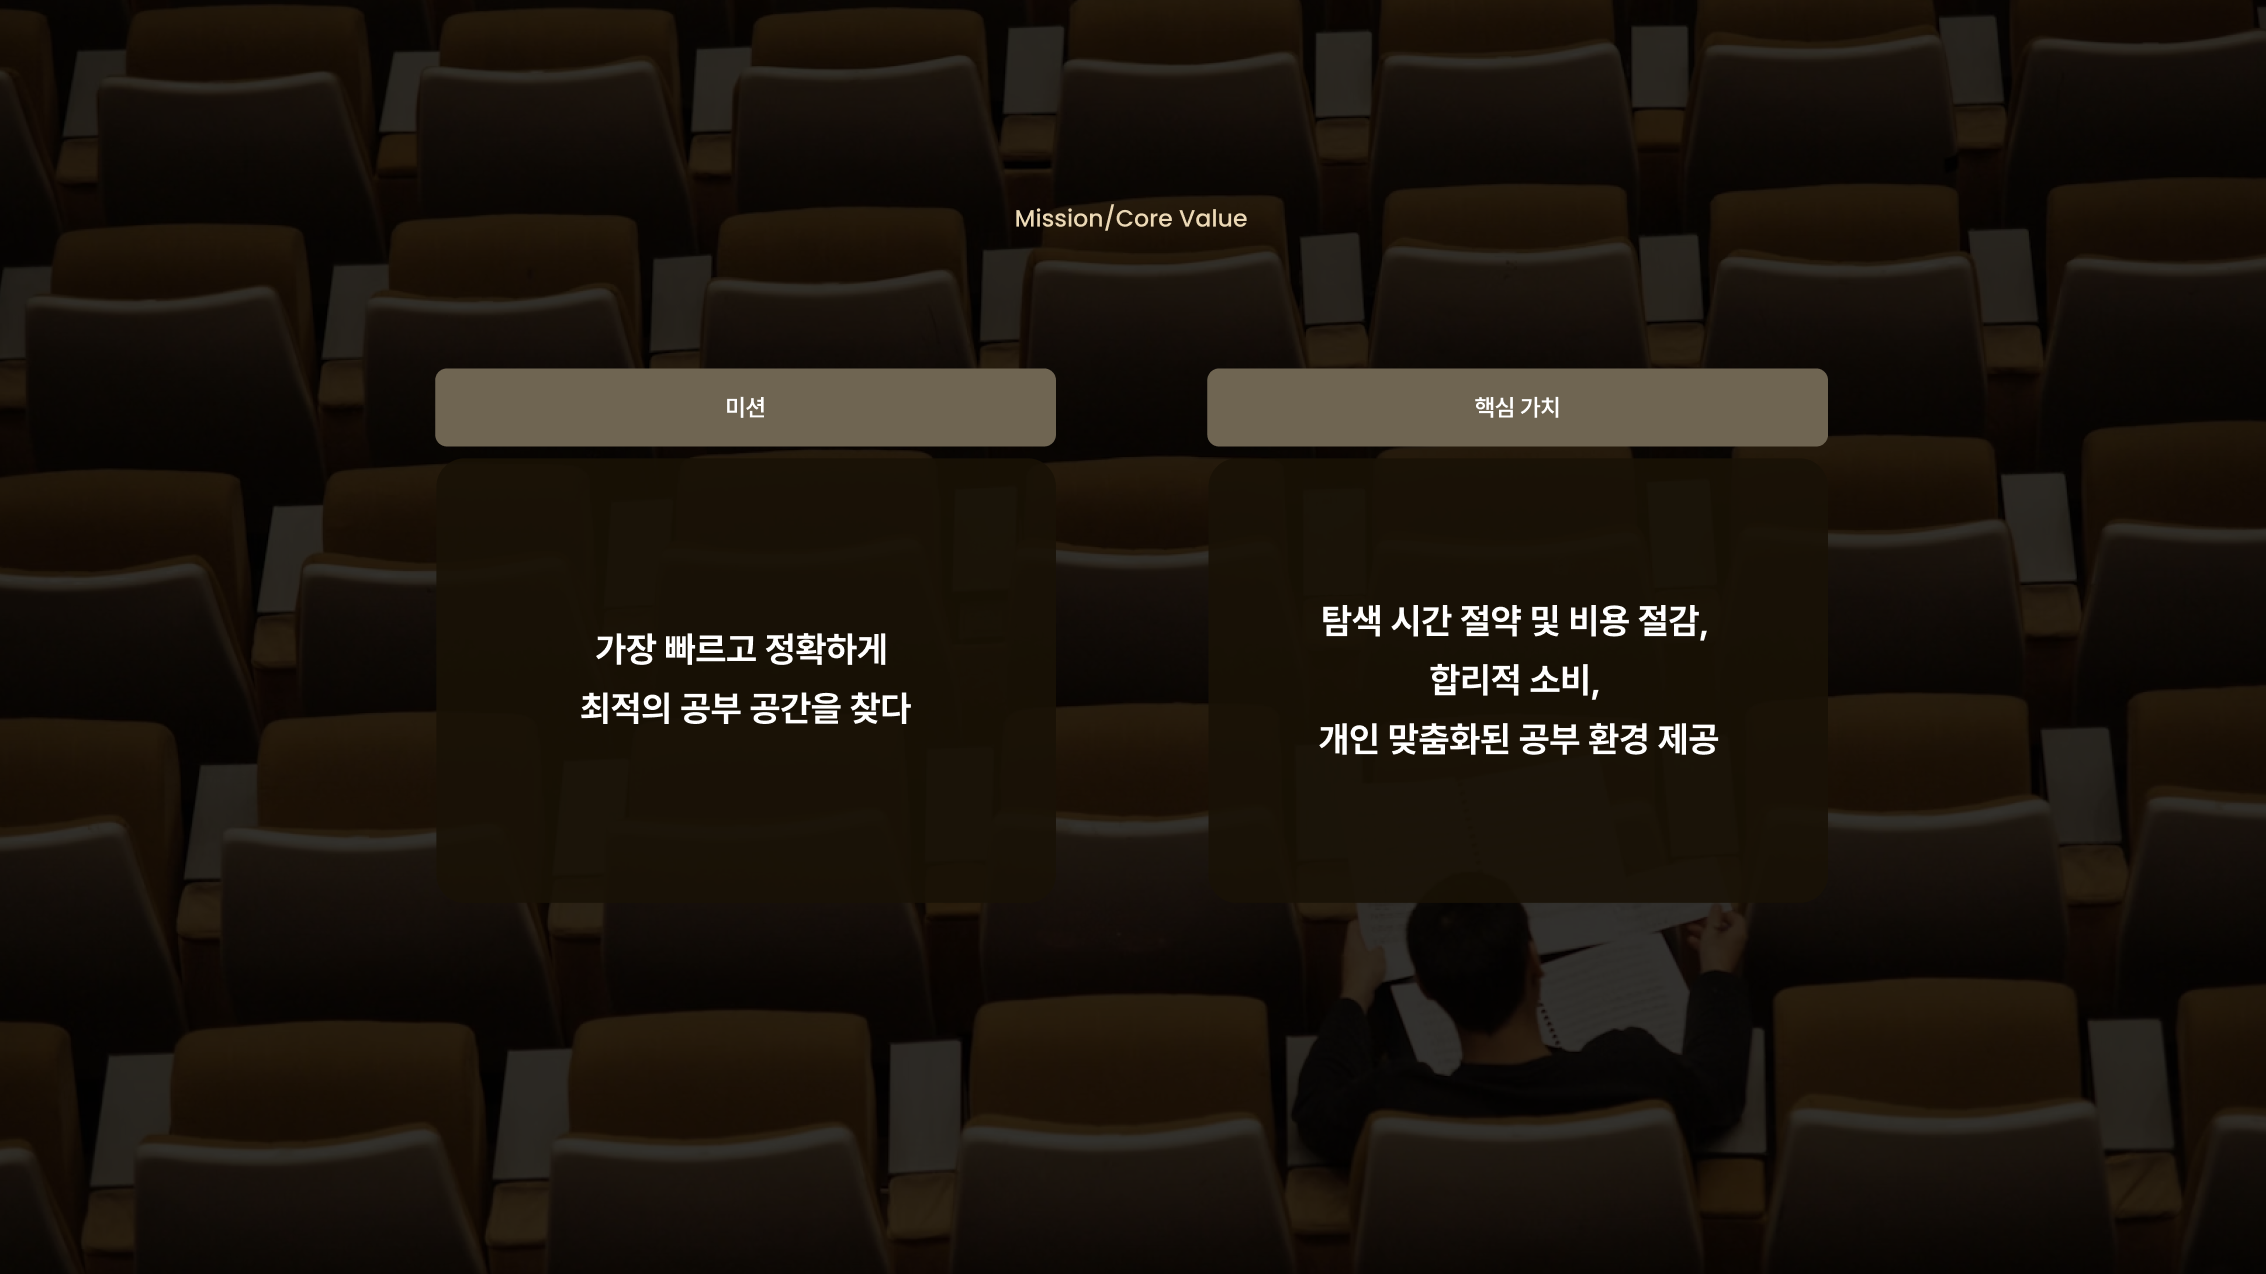 Mission/Core Value
미션
가장 빠르고 정확하게
최적의 공부 공간을 찾다
핵심 가치
탐색 시간 절약 및 비용 절감,
합리적 소비,
개인 맞춤화된 공부 환경 제공